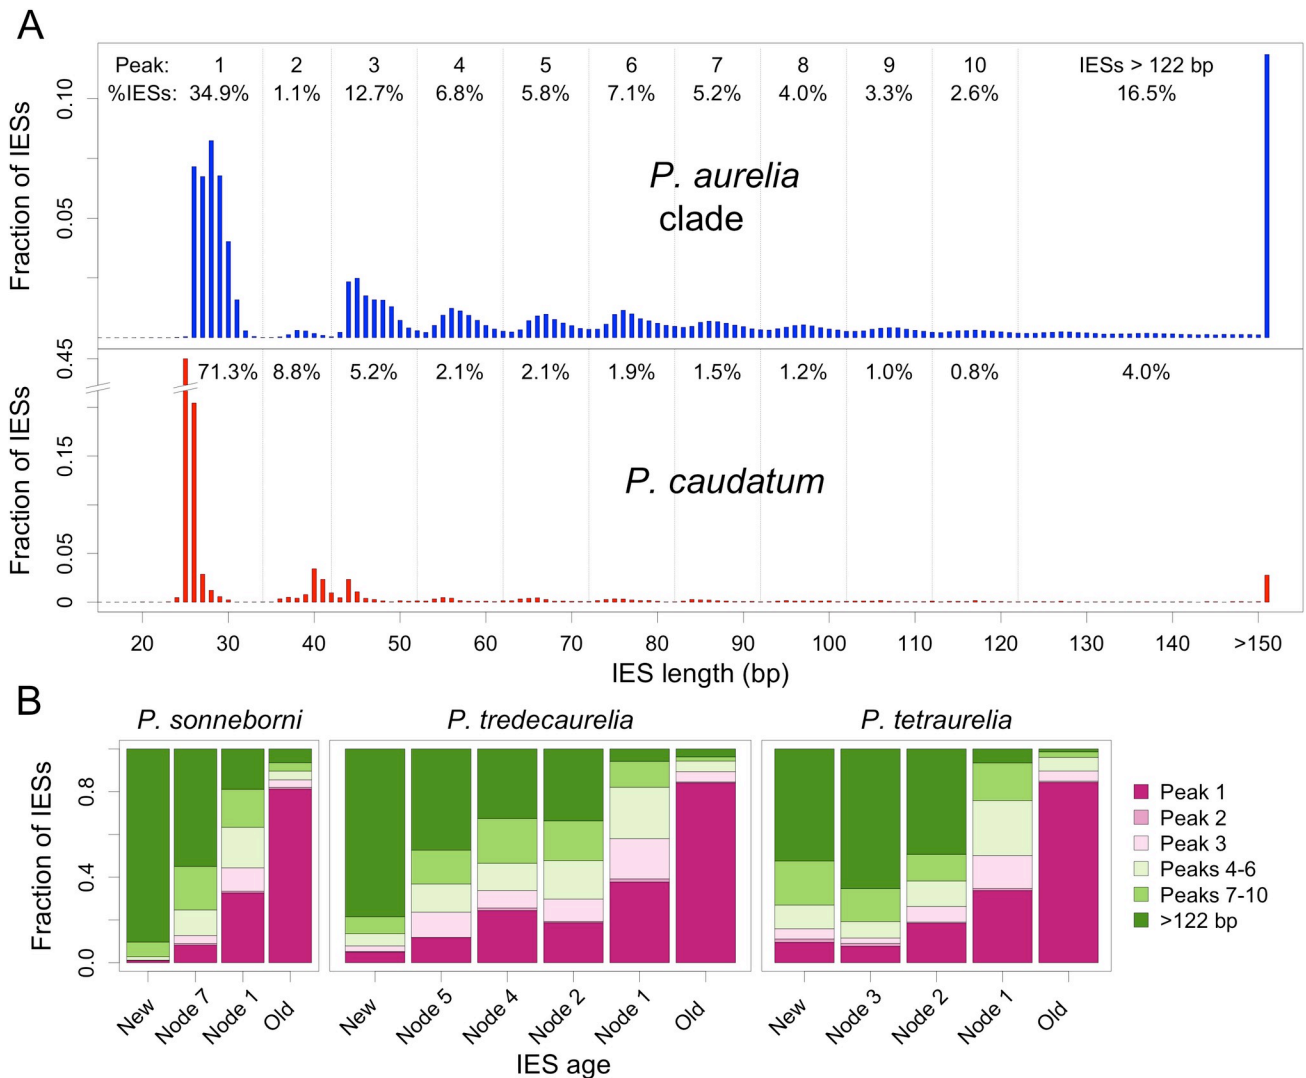 A
Peak: 1 2 3 4 5 6 7 8 9 10 IESs > 122 bp
%IESs: 34.9% 1.1% 12.7% 6.8% 5.8% 7.1% 5.2% 4.0% 3.3% 2.6% 16.5%
0.10
0.05
Fraction of IESs
P. aurelia
clade
0.45
71.3% 8.8% 5.2% 2.1% 2.1% 1.9% 1.5% 1.2% 1.0% 0.8% 4.0%
0.15
0.05
0
Fraction of IESs
P. caudatum
20 30 40 50 60 70 80 90 100 110 120 130 140 >150
IES length (bp)
B
P. sonneborni P. tredecaurelia P. tetraurelia
0.8
0.4
0.0
Fraction of IESs
Peak 1
Peak 2
Peak 3
Peaks 4-6
Peaks 7-10
>122 bp
New Node 7 Node 1 Old New Node 5 Node 4 Node 2 Node 1 Old New Node 3 Node 2 Node 1 Old
IES age